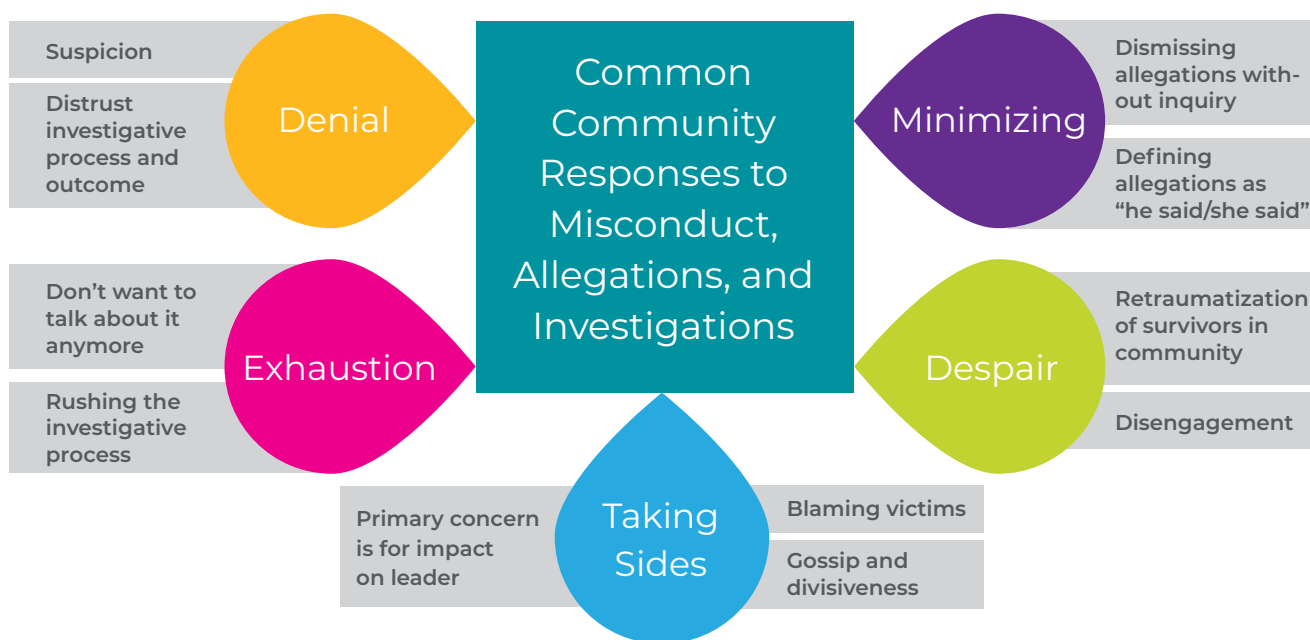 Suspicion
Distrust
investigative
process and
outcome
Denial
Common
Community
Responses to
Misconduct,
Allegations, and
Investigations
Minimizing
Dismissing
allegations with-
out inquiry
Defining
allegations as
“he said/she said”
Don’t want to
talk about it
anymore
Rushing the
investigative
process
Exhaustion
Despair
Retraumatization
of survivors in
community
Disengagement
Primary concern
is for impact
on leader
Taking
Sides
Blaming victims
Gossip and
divisiveness